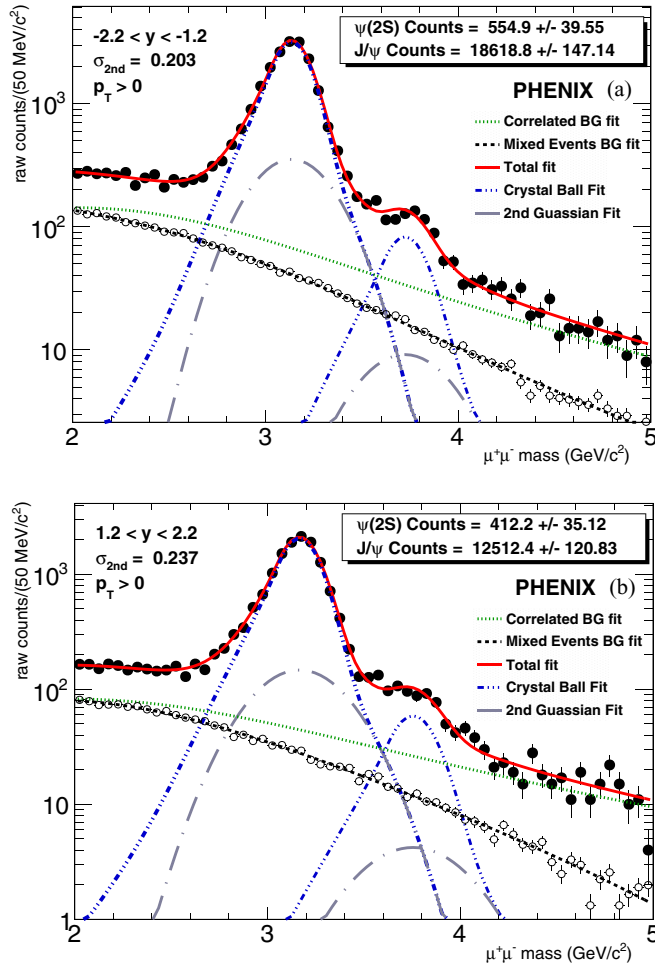 ψ(2S) Counts = 554.9 +/- 39.55
J/ψ Counts = 18618.8 +/- 147.14
-2.2 < y < -1.2
σ2nd = 0.203
pT > 0
PHENIX (a)
Correlated BG fit
Mixed Events BG fit
Total fit
Crystal Ball Fit
2nd Guassian Fit
raw counts/(50 MeV/c²)
10³
10²
10
2 3 4 5
μ⁺μ⁻ mass (GeV/c²)
ψ(2S) Counts = 412.2 +/- 35.12
J/ψ Counts = 12512.4 +/- 120.83
1.2 < y < 2.2
σ2nd = 0.237
pT > 0
PHENIX (b)
Correlated BG fit
Mixed Events BG fit
Total fit
Crystal Ball Fit
2nd Guassian Fit
raw counts/(50 MeV/c²)
10³
10²
10
1
2 3 4 5
μ⁺μ⁻ mass (GeV/c²)